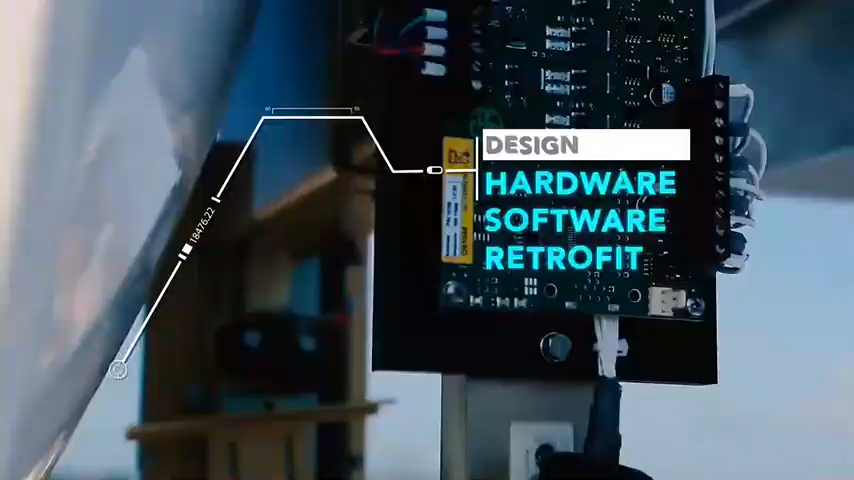 DESIGN
HARDWARE
SOFTWARE
RETROFIT
18476.22